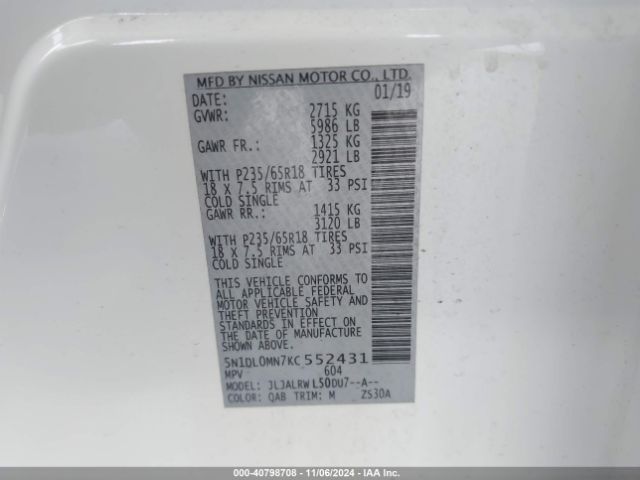 MFD BY NISSAN MOTOR CO., LTD.
DATE: 01/19
GVWR: 2715 KG
5986 LB
GAWR FR.: 1325 KG
2921 LB
WITH P235/65R18 TIRES
18 X 7.5 RIMS AT 33 PSI
COLD SINGLE
GAWR RR.: 1415 KG
3120 LB
WITH P235/65R18 TIRES
18 X 7.5 RIMS AT 33 PSI
COLD SINGLE
THIS VEHICLE CONFORMS TO
ALL APPLICABLE FEDERAL
MOTOR VEHICLE SAFETY AND
THEFT PREVENTION
STANDARDS IN EFFECT ON
THE DATE OF MANUFACTURE
SHOWN ABOVE.
5N1DL0MN7KC552431
MPV 604
MODEL: JLJALRWL50DU7--A--
COLOR: QAB TRIM: M ZS30A
000-40798708 - 11/06/2024 - IAA Inc.